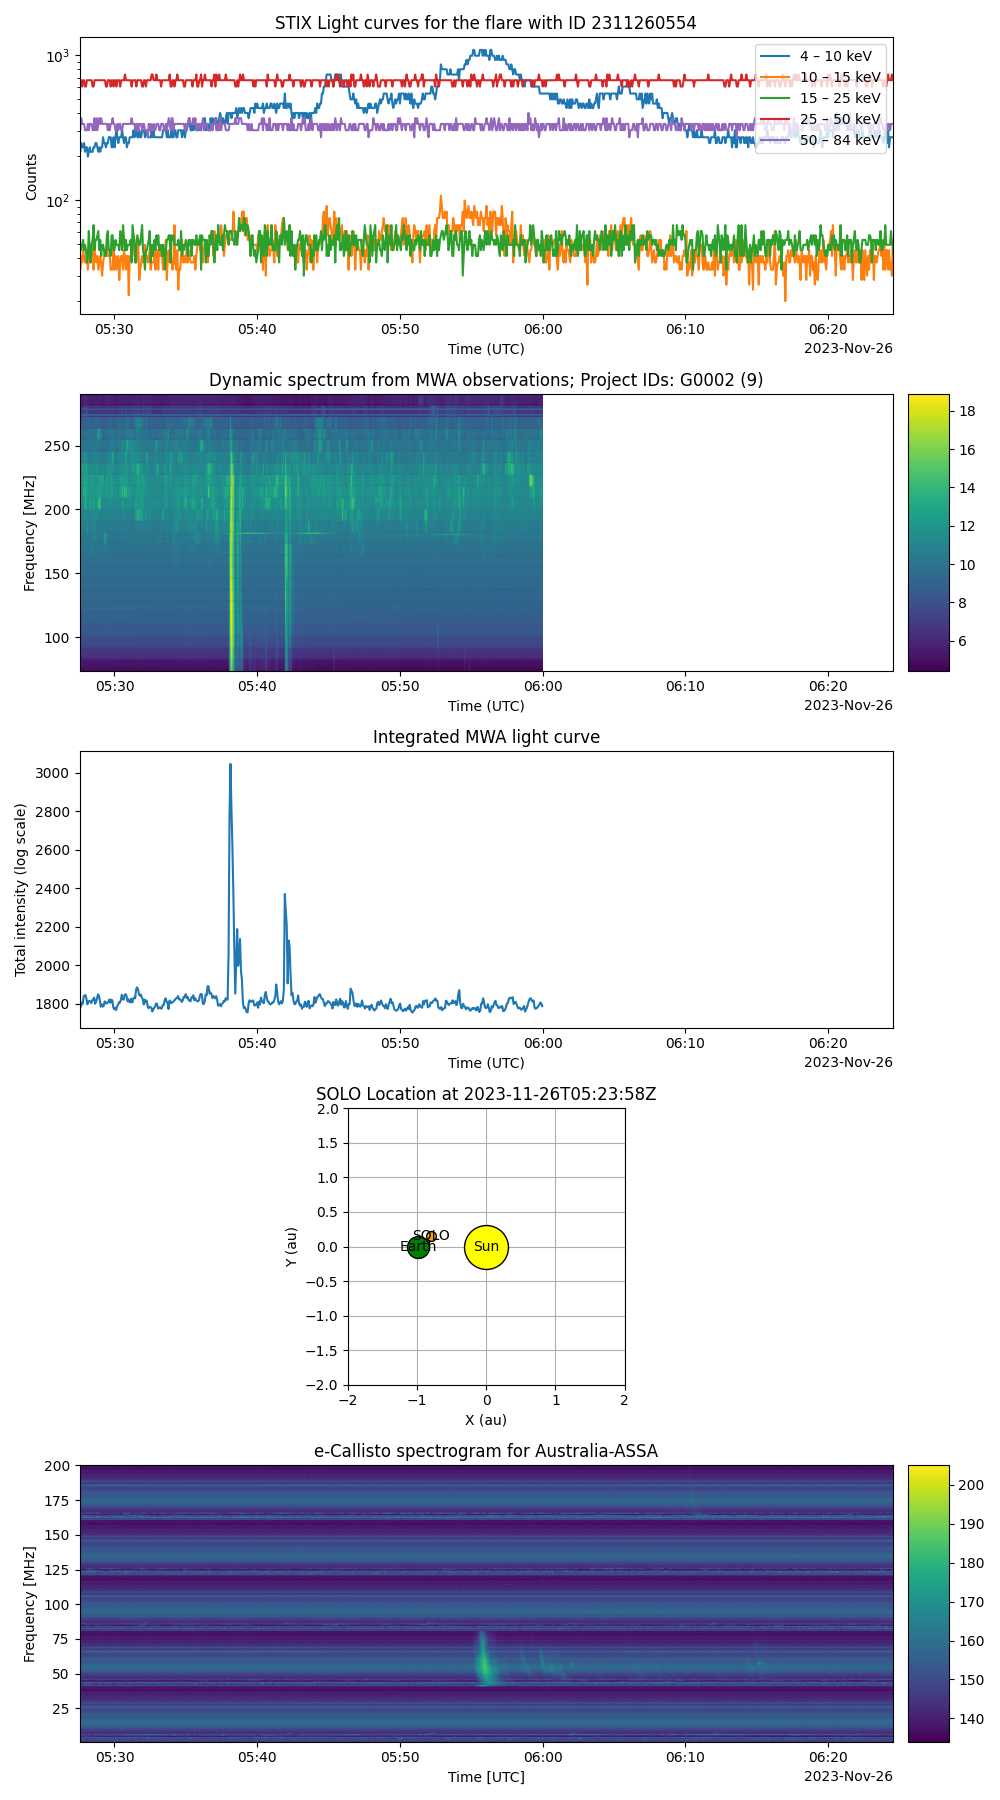 STIX Light curves for the flare with ID 2311260554
10³
10²
Counts
4 – 10 keV
10 – 15 keV
15 – 25 keV
25 – 50 keV
50 – 84 keV
05:30 05:40 05:50 06:00 06:10 06:20
Time (UTC)
2023-Nov-26
Dynamic spectrum from MWA observations; Project IDs: G0002 (9)
250
200
150
100
Frequency [MHz]
18
16
14
12
10
8
6
05:30 05:40 05:50 06:00 06:10 06:20
Time (UTC)
2023-Nov-26
Integrated MWA light curve
3000
2800
2600
2400
2200
2000
1800
Total intensity (log scale)
05:30 05:40 05:50 06:00 06:10 06:20
Time (UTC)
2023-Nov-26
SOLO Location at 2023-11-26T05:23:58Z
2.0
1.5
1.0
0.5
0.0
−0.5
−1.0
−1.5
−2.0
Y (au)
SOLO
Earth
Sun
−2 −1 0 1 2
X (au)
e-Callisto spectrogram for Australia-ASSA
200
175
150
125
100
75
50
25
Frequency [MHz]
200
190
180
170
160
150
140
05:30 05:40 05:50 06:00 06:10 06:20
Time [UTC]
2023-Nov-26